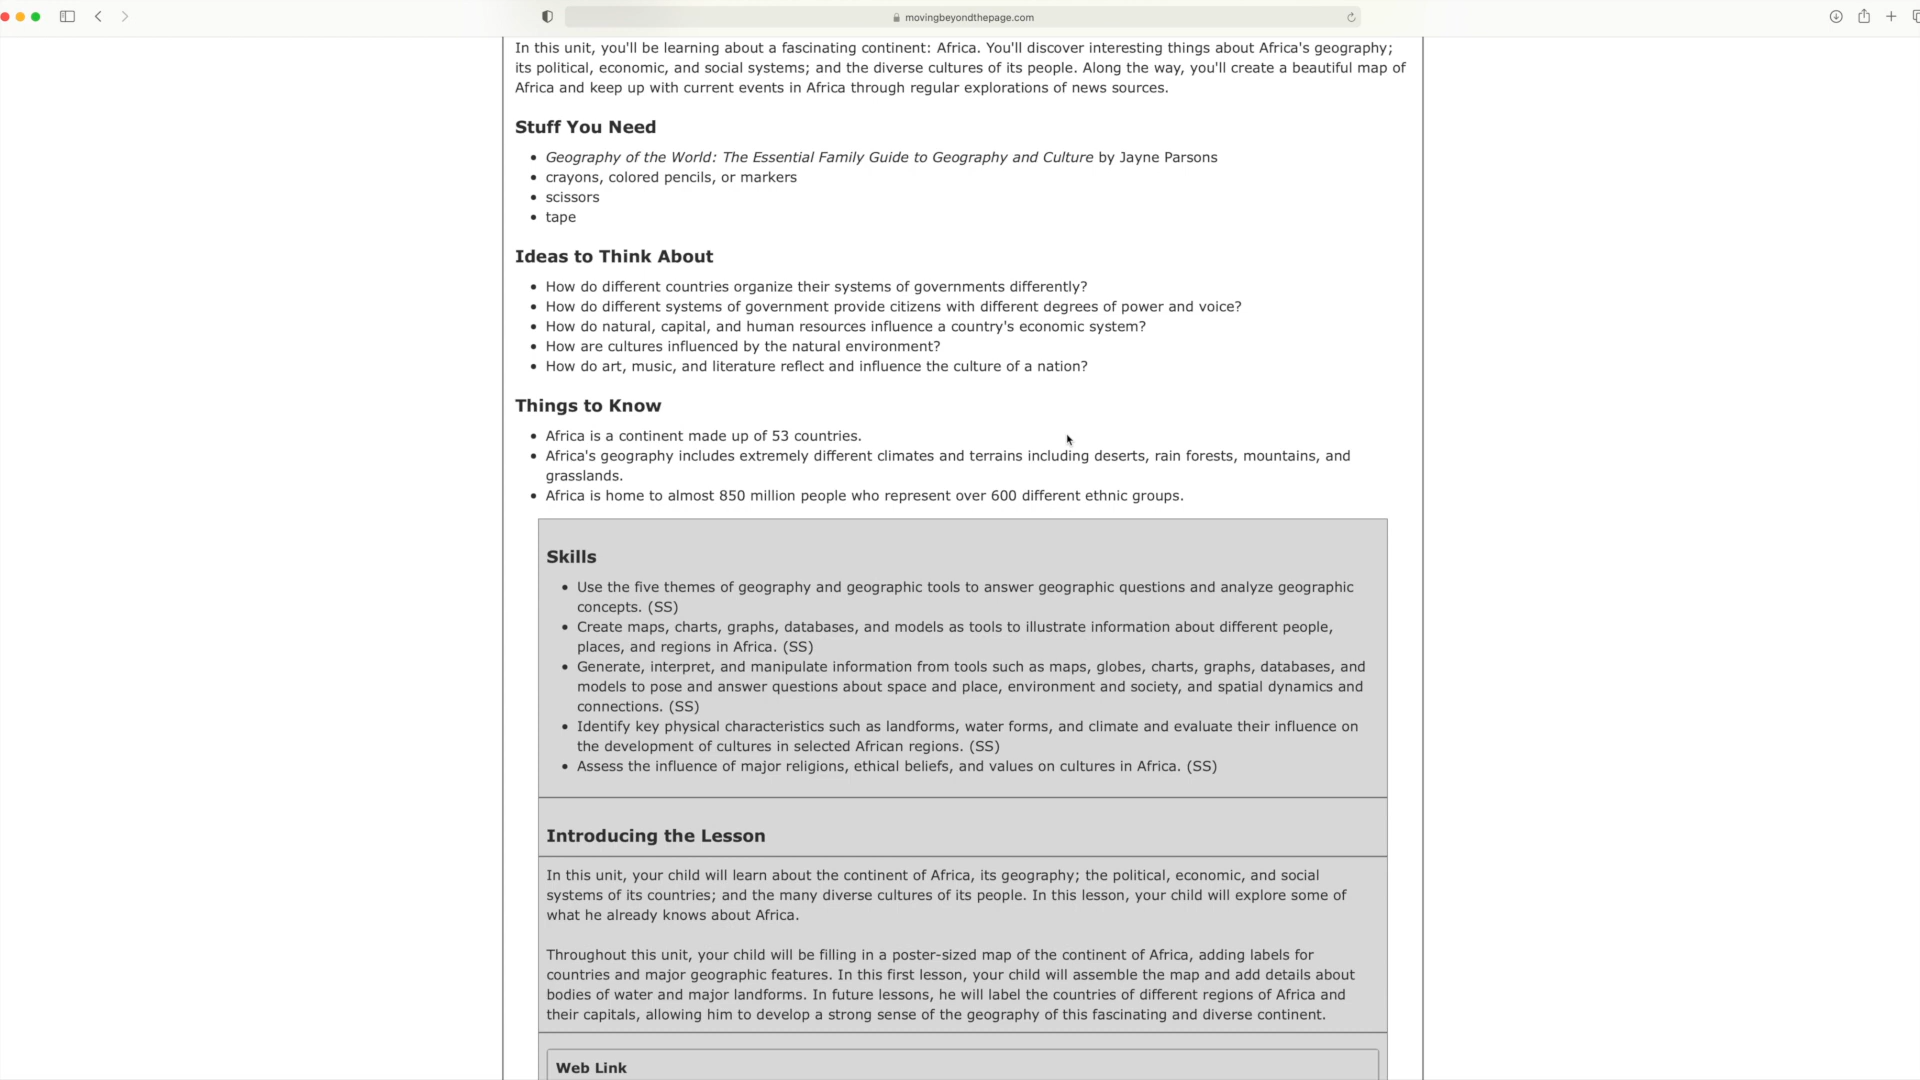 movingbeyondthepage.com
In this unit, you'll be learning about a fascinating continent: Africa. You'll discover interesting things about Africa's geography;
its political, economic, and social systems; and the diverse cultures of its people. Along the way, you'll create a beautiful map of
Africa and keep up with current events in Africa through regular explorations of news sources.
Stuff You Need
• Geography of the World: The Essential Family Guide to Geography and Culture by Jayne Parsons
• crayons, colored pencils, or markers
• scissors
• tape
Ideas to Think About
• How do different countries organize their systems of governments differently?
• How do different systems of government provide citizens with different degrees of power and voice?
• How do natural, capital, and human resources influence a country's economic system?
• How are cultures influenced by the natural environment?
• How do art, music, and literature reflect and influence the culture of a nation?
Things to Know
• Africa is a continent made up of 53 countries.
• Africa's geography includes extremely different climates and terrains including deserts, rain forests, mountains, and
grasslands.
• Africa is home to almost 850 million people who represent over 600 different ethnic groups.
Skills
• Use the five themes of geography and geographic tools to answer geographic questions and analyze geographic
concepts. (SS)
• Create maps, charts, graphs, databases, and models as tools to illustrate information about different people,
places, and regions in Africa. (SS)
• Generate, interpret, and manipulate information from tools such as maps, globes, charts, graphs, databases, and
models to pose and answer questions about space and place, environment and society, and spatial dynamics and
connections. (SS)
• Identify key physical characteristics such as landforms, water forms, and climate and evaluate their influence on
the development of cultures in selected African regions. (SS)
• Assess the influence of major religions, ethical beliefs, and values on cultures in Africa. (SS)
Introducing the Lesson
In this unit, your child will learn about the continent of Africa, its geography; the political, economic, and social
systems of its countries; and the many diverse cultures of its people. In this lesson, your child will explore some of
what he already knows about Africa.
Throughout this unit, your child will be filling in a poster-sized map of the continent of Africa, adding labels for
countries and major geographic features. In this first lesson, your child will assemble the map and add details about
bodies of water and major landforms. In future lessons, he will label the countries of different regions of Africa and
their capitals, allowing him to develop a strong sense of the geography of this fascinating and diverse continent.
Web Link